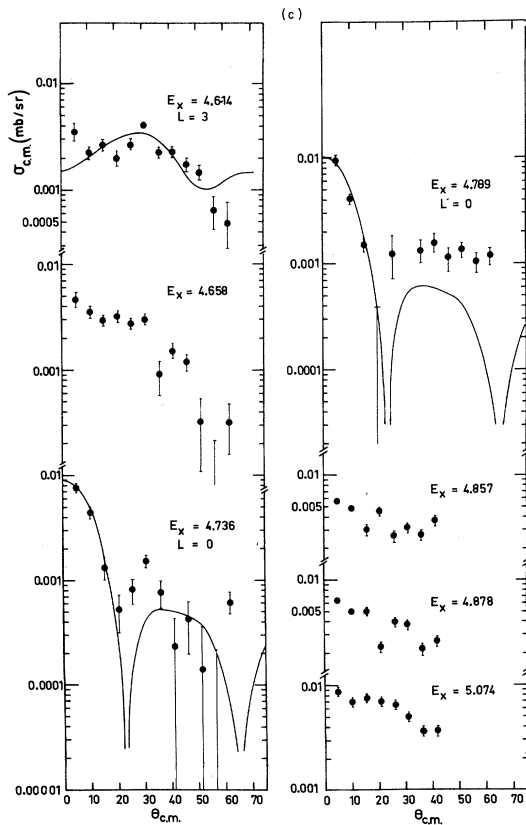 (c)
σc.m.(mb/sr)
0.01
0.001
0.0005
Ex = 4.614
L = 3
0.01
0.001
Ex = 4.658
0.01
0.001
0.0001
0.00001
Ex = 4.736
L = 0
0 10 20 30 40 50 60 70
θc.m.
0.01
0.001
0.0001
Ex = 4.789
L = 0
0.01
0.005
Ex = 4.857
0.01
0.005
Ex = 4.878
0.01
0.001
Ex = 5.074
0 10 20 30 40 50 60 70
θc.m.